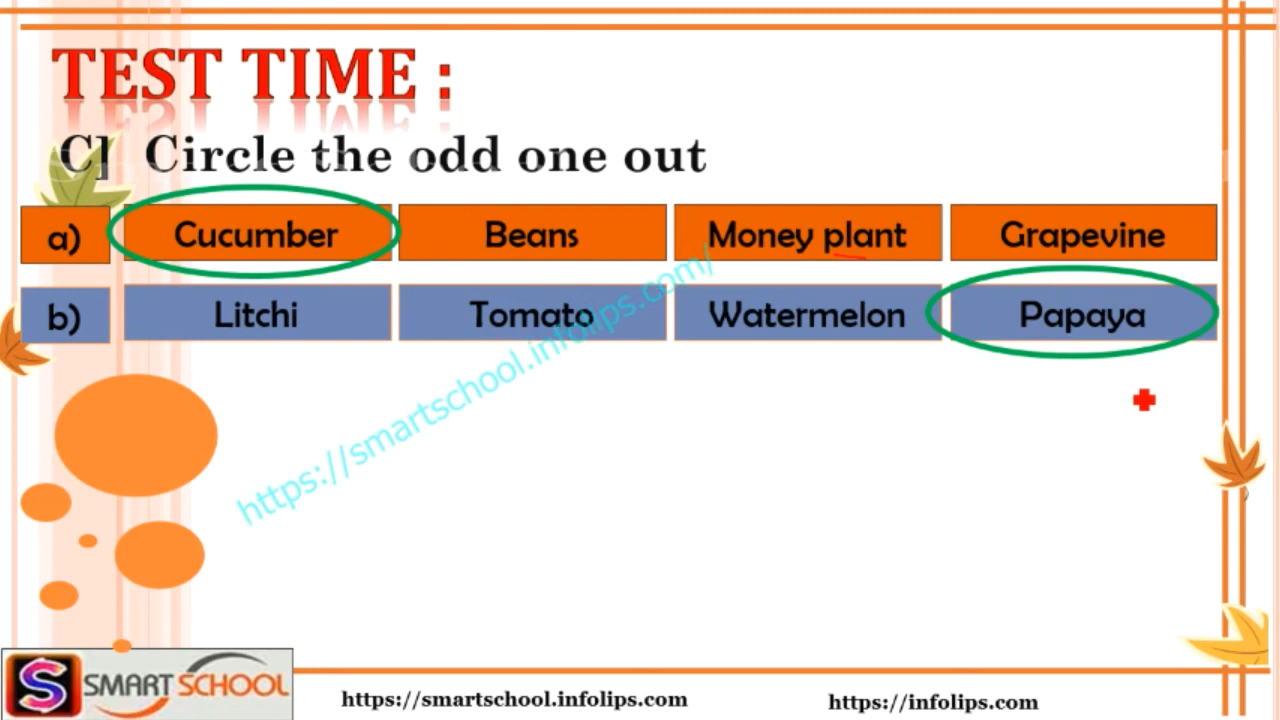 TEST TIME :
C] Circle the odd one out
a) Cucumber Beans Money plant Grapevine
b) Litchi Tomato Watermelon Papaya
https://smartschool.infolips.com/
S SMART SCHOOL
https://smartschool.infolips.com https://infolips.com